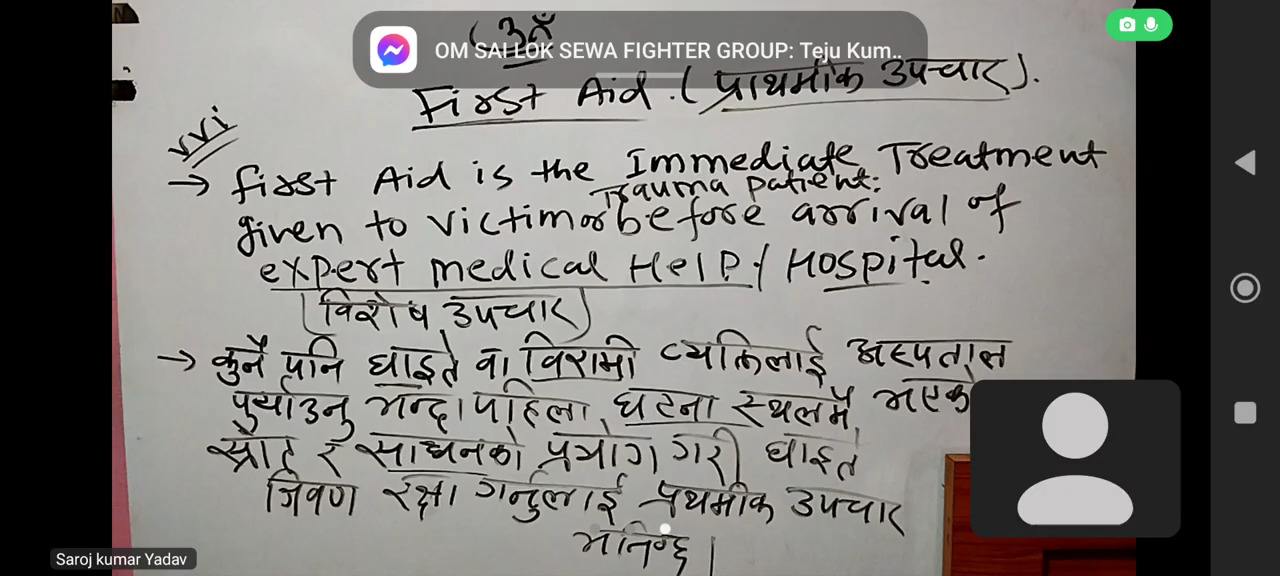 (ॐ
OM SAI LOK SEWA FIGHTER GROUP: Teju Kum..
First Aid. (प्राथमीक उपचार).
vvi
→ first Aid is the Immediate Treatment
Trauma patient:
given to victim or before arrival of
expert medical Help / Hospital.
(विशेष उपचार)
→ कुनै पनि घाइते वा विरामी व्यक्तिलाई अस्पताल
पुर्याउनु भन्दा पहिला घटना स्थलमै भएको
स्रोत र साधनको प्रयोग गरी घाइते
जिवण रक्षा गर्नुलाई प्रथमीक उपचार
भनिन्छ।
Saroj kumar Yadav